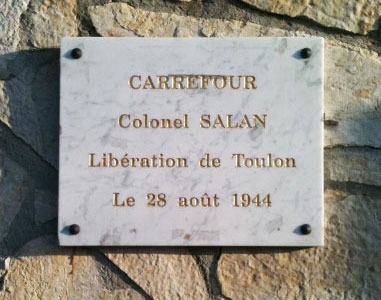 CARREFOUR
Colonel SALAN
Libération de Toulon
Le 28 août 1944